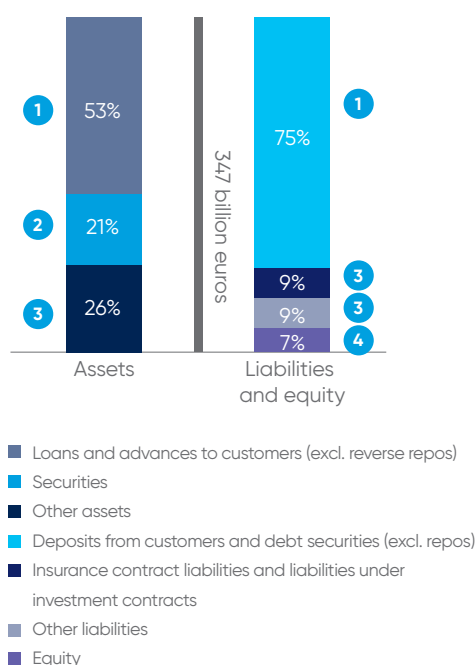 1
53%
2
21%
3
26%
Assets
347 billion euros
75%
1
9%
3
9%
3
7%
4
Liabilities
and equity
Loans and advances to customers (excl. reverse repos)
Securities
Other assets
Deposits from customers and debt securities (excl. repos)
Insurance contract liabilities and liabilities under
investment contracts
Other liabilities
Equity